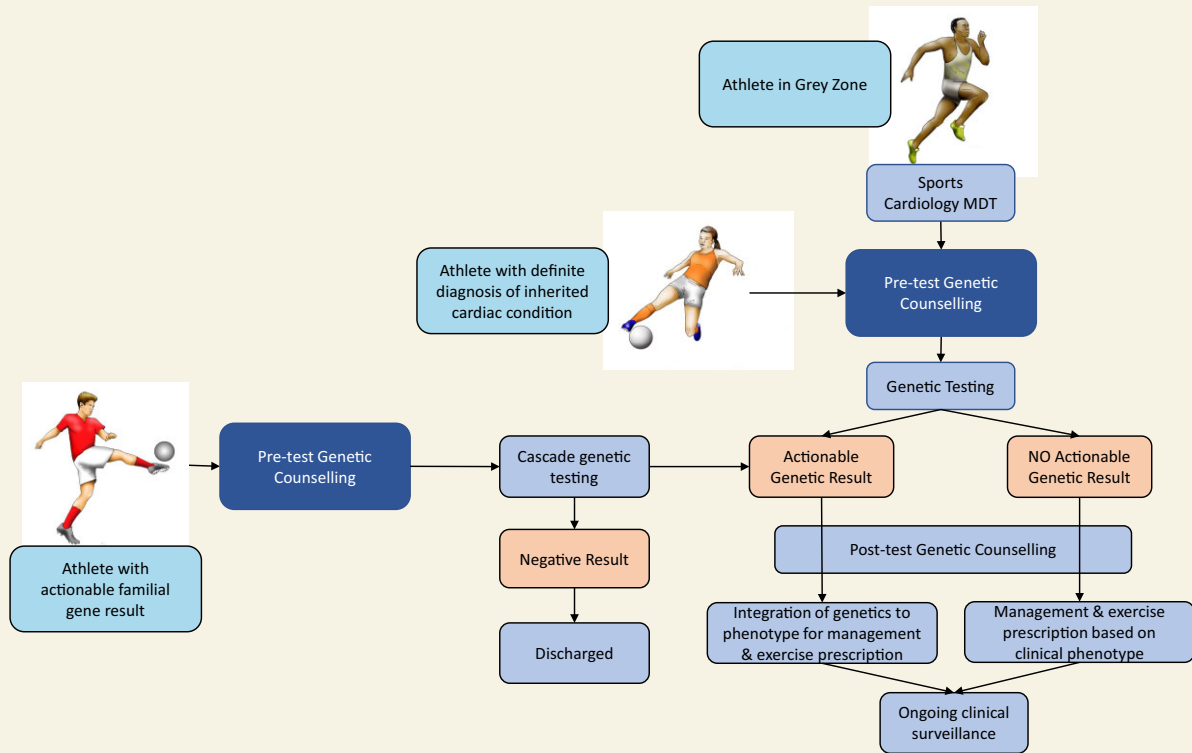 Athlete in Grey Zone
Sports
Cardiology MDT
Athlete with definite
diagnosis of inherited
cardiac condition
Pre-test Genetic
Counselling
Genetic Testing
Pre-test Genetic
Counselling
Cascade genetic
testing
Actionable
Genetic Result
NO Actionable
Genetic Result
Athlete with
actionable familial
gene result
Negative Result
Post-test Genetic Counselling
Discharged
Integration of genetics to
phenotype for management
& exercise prescription
Management & exercise
prescription based on
clinical phenotype
Ongoing clinical
surveillance